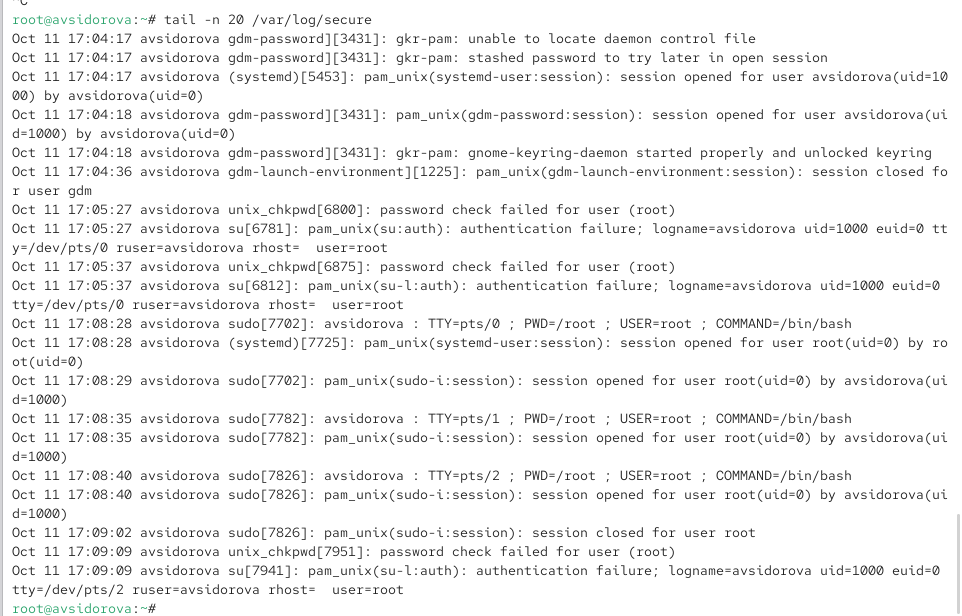 ^C
root@avsidorova:~# tail -n 20 /var/log/secure
Oct 11 17:04:17 avsidorova gdm-password][3431]: gkr-pam: unable to locate daemon control file
Oct 11 17:04:17 avsidorova gdm-password][3431]: gkr-pam: stashed password to try later in open session
Oct 11 17:04:17 avsidorova (systemd)[5453]: pam_unix(systemd-user:session): session opened for user avsidorova(uid=10
00) by avsidorova(uid=0)
Oct 11 17:04:18 avsidorova gdm-password][3431]: pam_unix(gdm-password:session): session opened for user avsidorova(ui
d=1000) by avsidorova(uid=0)
Oct 11 17:04:18 avsidorova gdm-password][3431]: gkr-pam: gnome-keyring-daemon started properly and unlocked keyring
Oct 11 17:04:36 avsidorova gdm-launch-environment][1225]: pam_unix(gdm-launch-environment:session): session closed fo
r user gdm
Oct 11 17:05:27 avsidorova unix_chkpwd[6800]: password check failed for user (root)
Oct 11 17:05:27 avsidorova su[6781]: pam_unix(su:auth): authentication failure; logname=avsidorova uid=1000 euid=0 tt
y=/dev/pts/0 ruser=avsidorova rhost=  user=root
Oct 11 17:05:37 avsidorova unix_chkpwd[6875]: password check failed for user (root)
Oct 11 17:05:37 avsidorova su[6812]: pam_unix(su-l:auth): authentication failure; logname=avsidorova uid=1000 euid=0
tty=/dev/pts/0 ruser=avsidorova rhost=  user=root
Oct 11 17:08:28 avsidorova sudo[7702]: avsidorova : TTY=pts/0 ; PWD=/root ; USER=root ; COMMAND=/bin/bash
Oct 11 17:08:28 avsidorova (systemd)[7725]: pam_unix(systemd-user:session): session opened for user root(uid=0) by ro
ot(uid=0)
Oct 11 17:08:29 avsidorova sudo[7702]: pam_unix(sudo-i:session): session opened for user root(uid=0) by avsidorova(ui
d=1000)
Oct 11 17:08:35 avsidorova sudo[7782]: avsidorova : TTY=pts/1 ; PWD=/root ; USER=root ; COMMAND=/bin/bash
Oct 11 17:08:35 avsidorova sudo[7782]: pam_unix(sudo-i:session): session opened for user root(uid=0) by avsidorova(ui
d=1000)
Oct 11 17:08:40 avsidorova sudo[7826]: avsidorova : TTY=pts/2 ; PWD=/root ; USER=root ; COMMAND=/bin/bash
Oct 11 17:08:40 avsidorova sudo[7826]: pam_unix(sudo-i:session): session opened for user root(uid=0) by avsidorova(ui
d=1000)
Oct 11 17:09:02 avsidorova sudo[7826]: pam_unix(sudo-i:session): session closed for user root
Oct 11 17:09:09 avsidorova unix_chkpwd[7951]: password check failed for user (root)
Oct 11 17:09:09 avsidorova su[7941]: pam_unix(su-l:auth): authentication failure; logname=avsidorova uid=1000 euid=0
tty=/dev/pts/2 ruser=avsidorova rhost=  user=root
root@avsidorova:~#